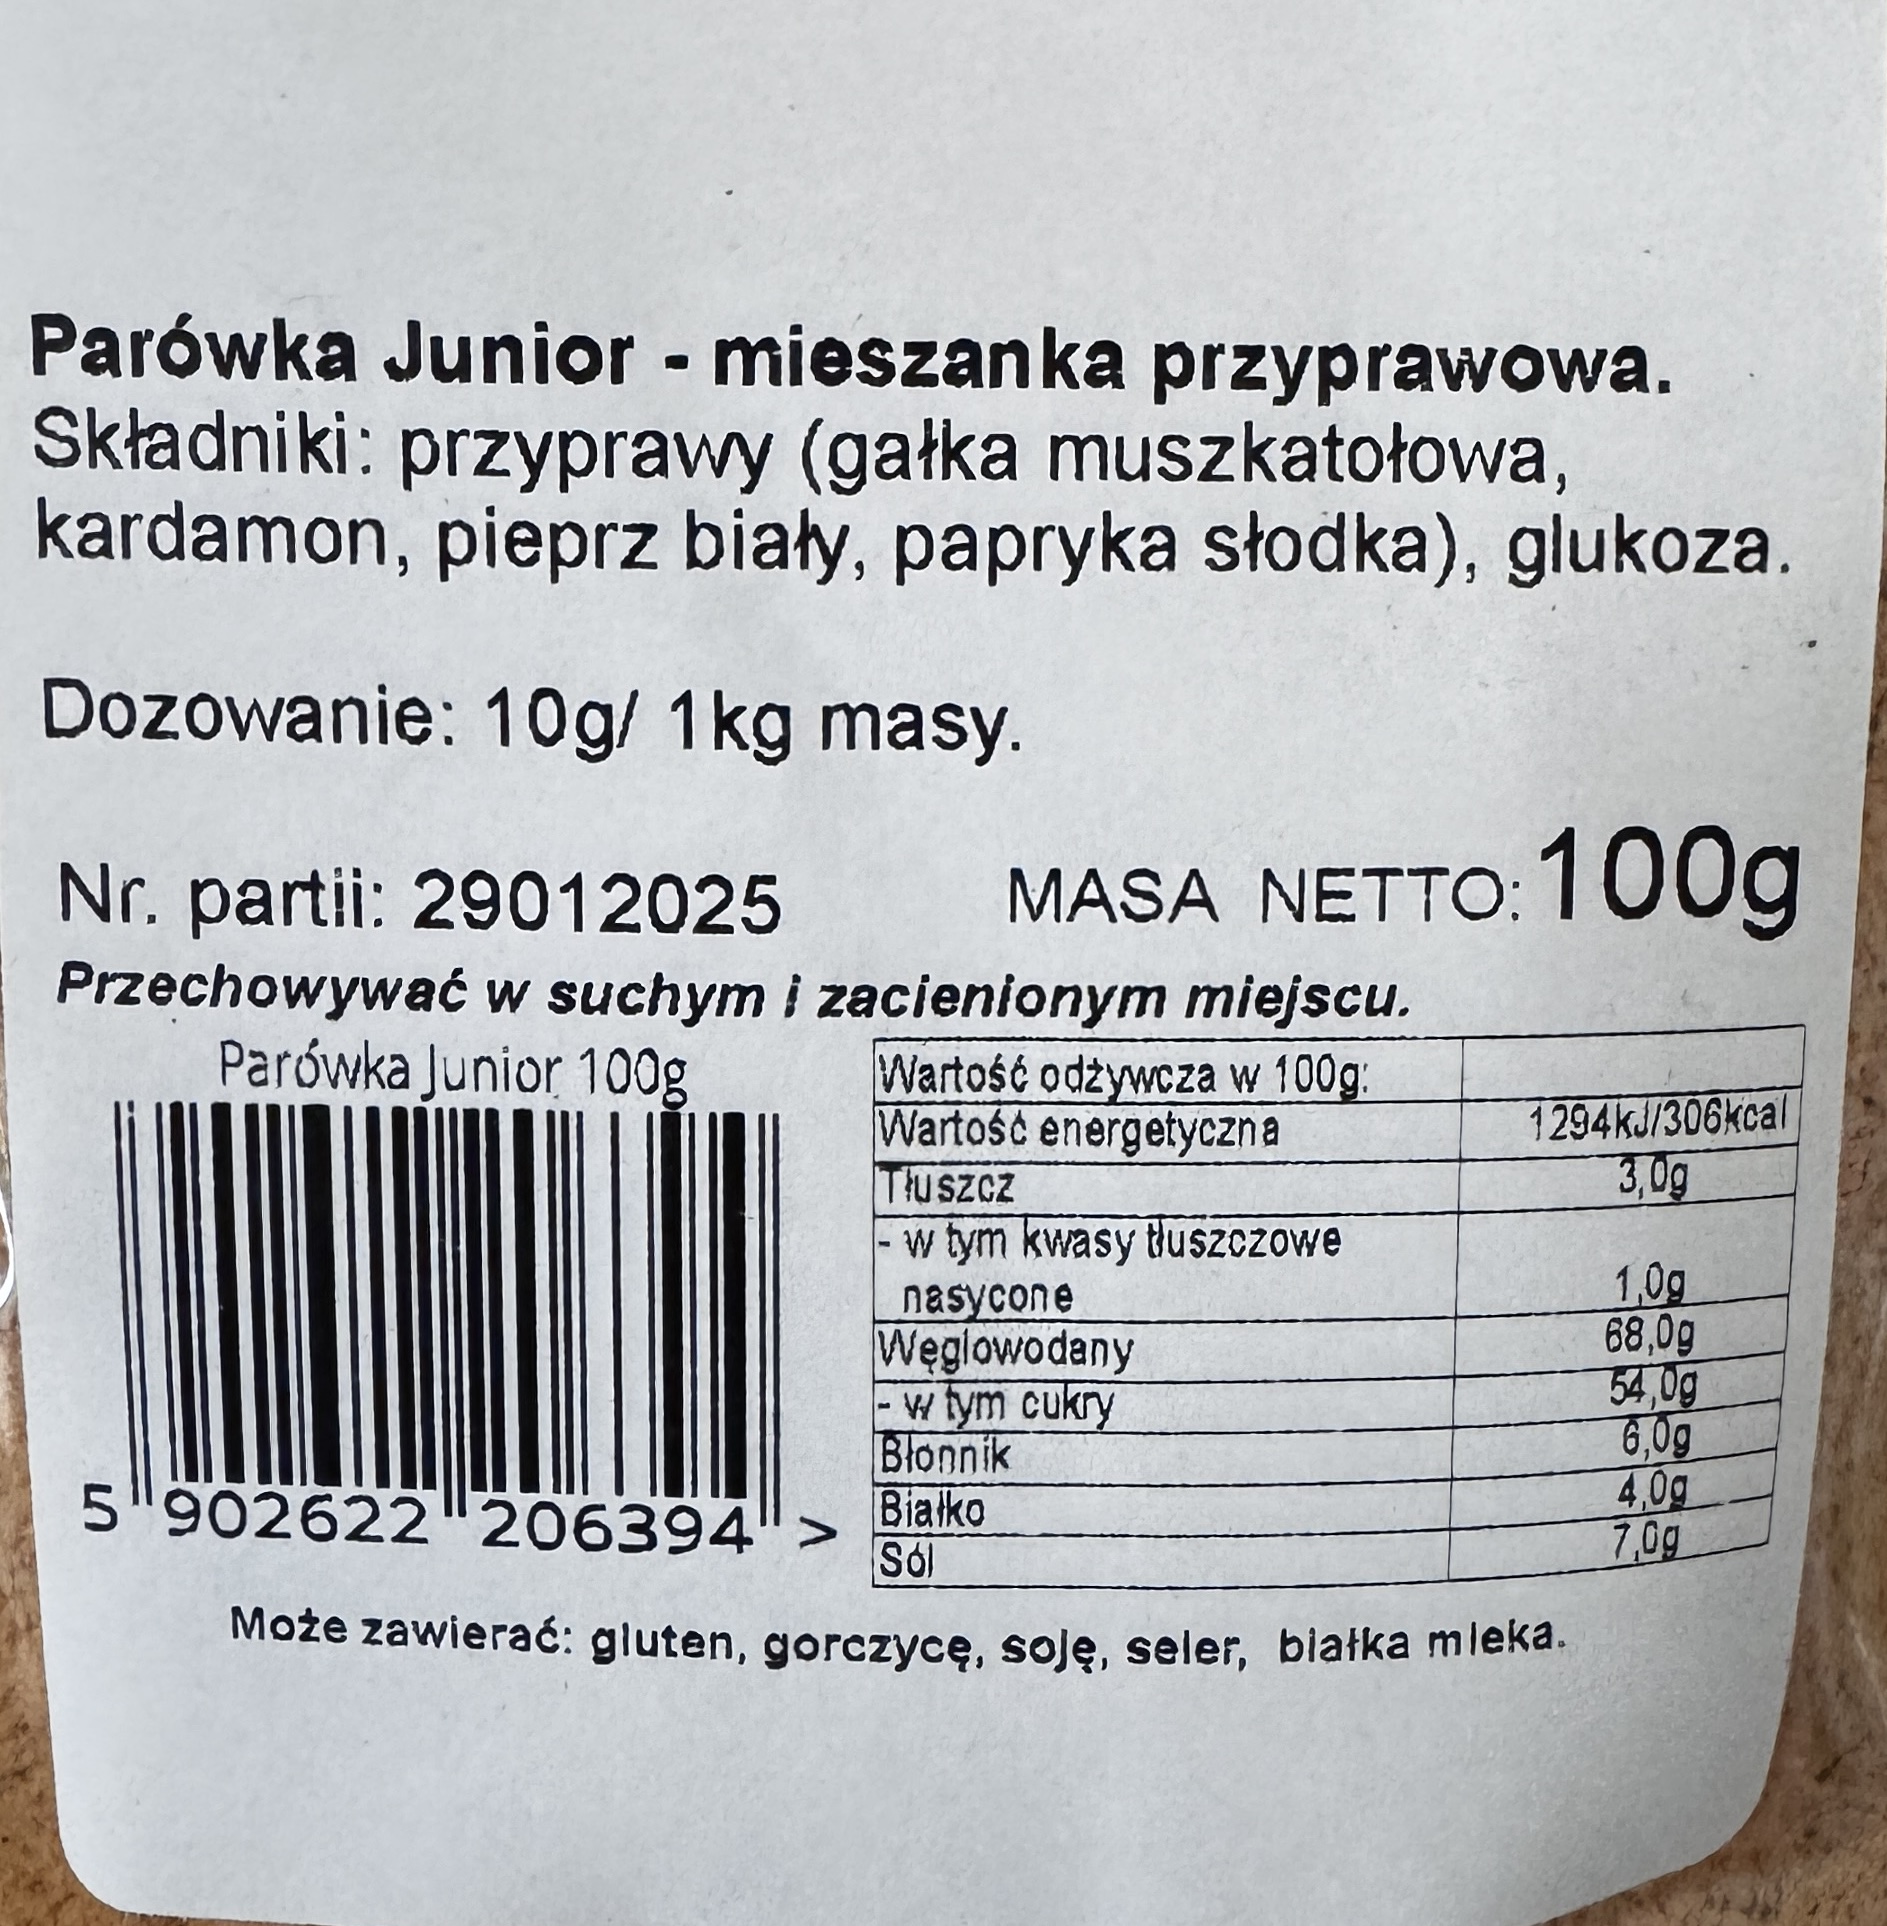 Parówka Junior - mieszanka przyprawowa.
Składniki: przyprawy (gałka muszkatołowa,
kardamon, pieprz biały, papryka słodka), glukoza.
Dozowanie: 10g/ 1kg masy.
Nr. partii: 29012025 MASA NETTO: 100g
Przechowywać w suchym i zacienionym miejscu.
Parówka Junior 100g
5 902622 206394 >
Wartość odżywcza w 100g:
Wartość energetyczna 1294kJ/306kcal
Tłuszcz 3,0g
- w tym kwasy tłuszczowe
nasycone 1,0g
Węglowodany 68,0g
- w tym cukry 54,0g
Błonnik 6,0g
Białko 4,0g
Sól 7,0g
Może zawierać: gluten, gorczycę, soję, seler, białka mleka.